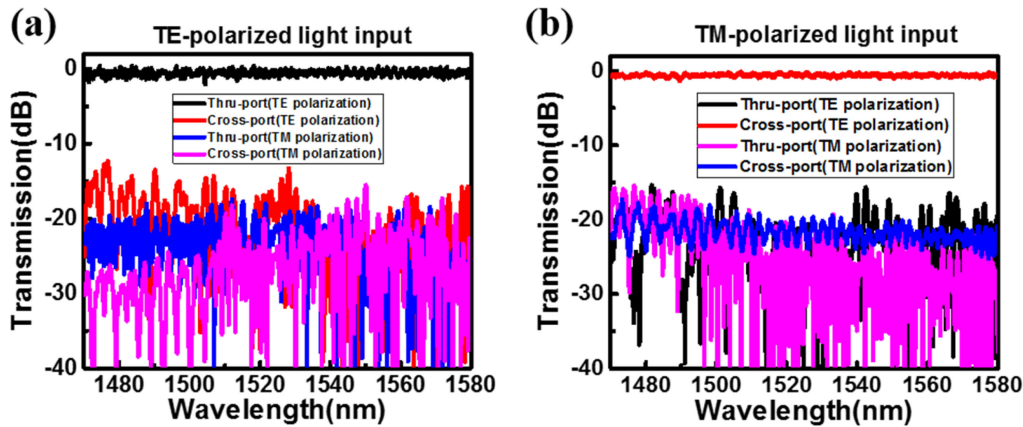 (a)
TE-polarized light input
Transmission(dB)
0
-10
-20
-30
-40
Thru-port(TE polarization)
Cross-port(TE polarization)
Thru-port(TM polarization)
Cross-port(TM polarization)
1480 1500 1520 1540 1560 1580
Wavelength(nm)
(b)
TM-polarized light input
Transmission(dB)
0
-10
-20
-30
-40
Thru-port(TE polarization)
Cross-port(TE polarization)
Thru-port(TM polarization)
Cross-port(TM polarization)
1480 1500 1520 1540 1560 1580
Wavelength(nm)